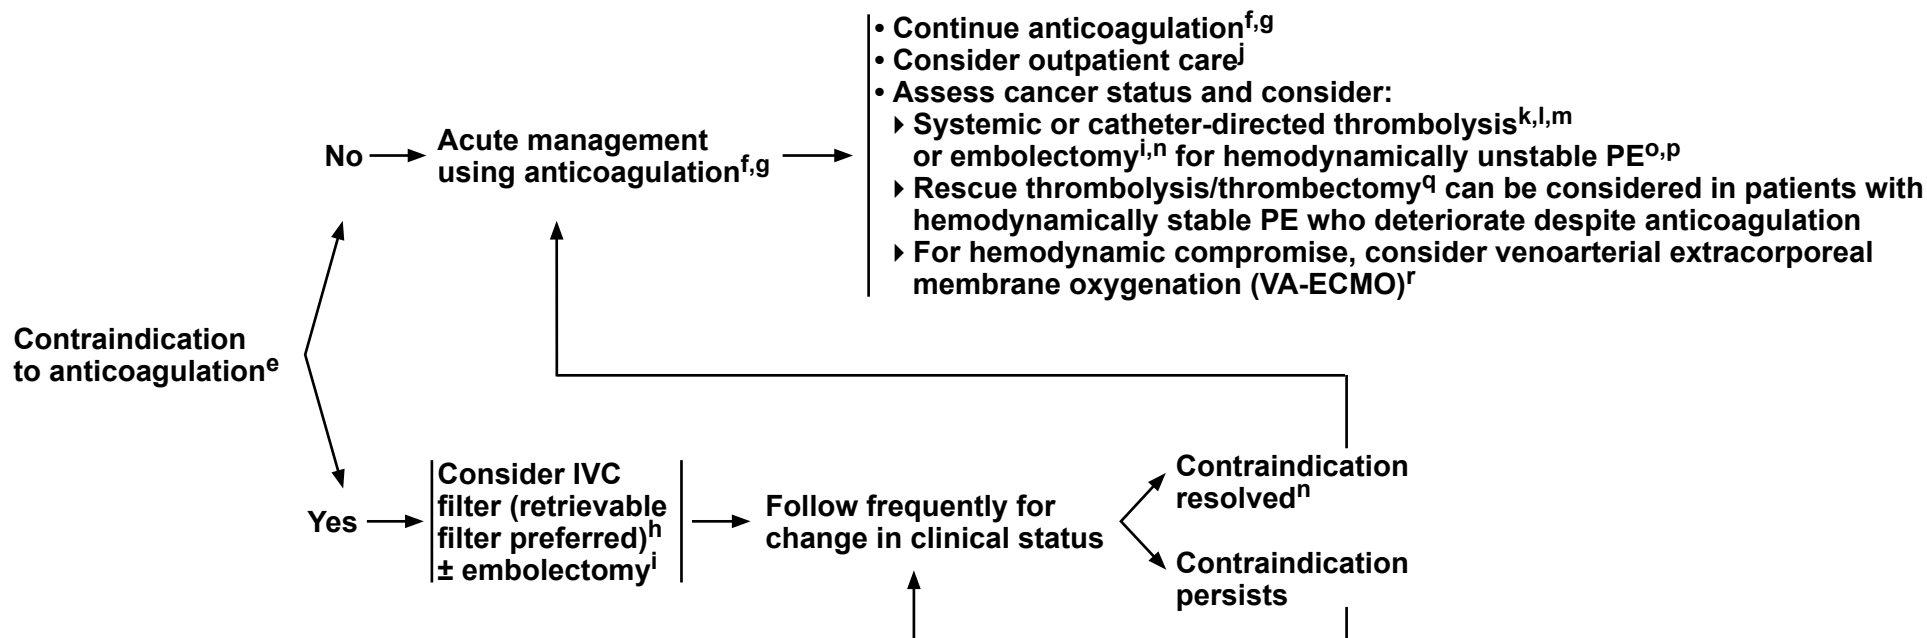 Contraindication
to anticoagulationᵉ
No
Acute management
using anticoagulationᶠ,ᵍ
• Continue anticoagulationᶠ,ᵍ
• Consider outpatient careʲ
• Assess cancer status and consider:
▸ Systemic or catheter-directed thrombolysisᵏ,ˡ,ᵐ
or embolectomyⁱ,ⁿ for hemodynamically unstable PEᵒ,ᵖ
▸ Rescue thrombolysis/thrombectomy^q can be considered in patients with
hemodynamically stable PE who deteriorate despite anticoagulation
▸ For hemodynamic compromise, consider venoarterial extracorporeal
membrane oxygenation (VA-ECMO)ʳ
Yes
Consider IVC
filter (retrievable
filter preferred)ʰ
± embolectomyⁱ
Follow frequently for
change in clinical status
Contraindication
resolvedⁿ
Contraindication
persists